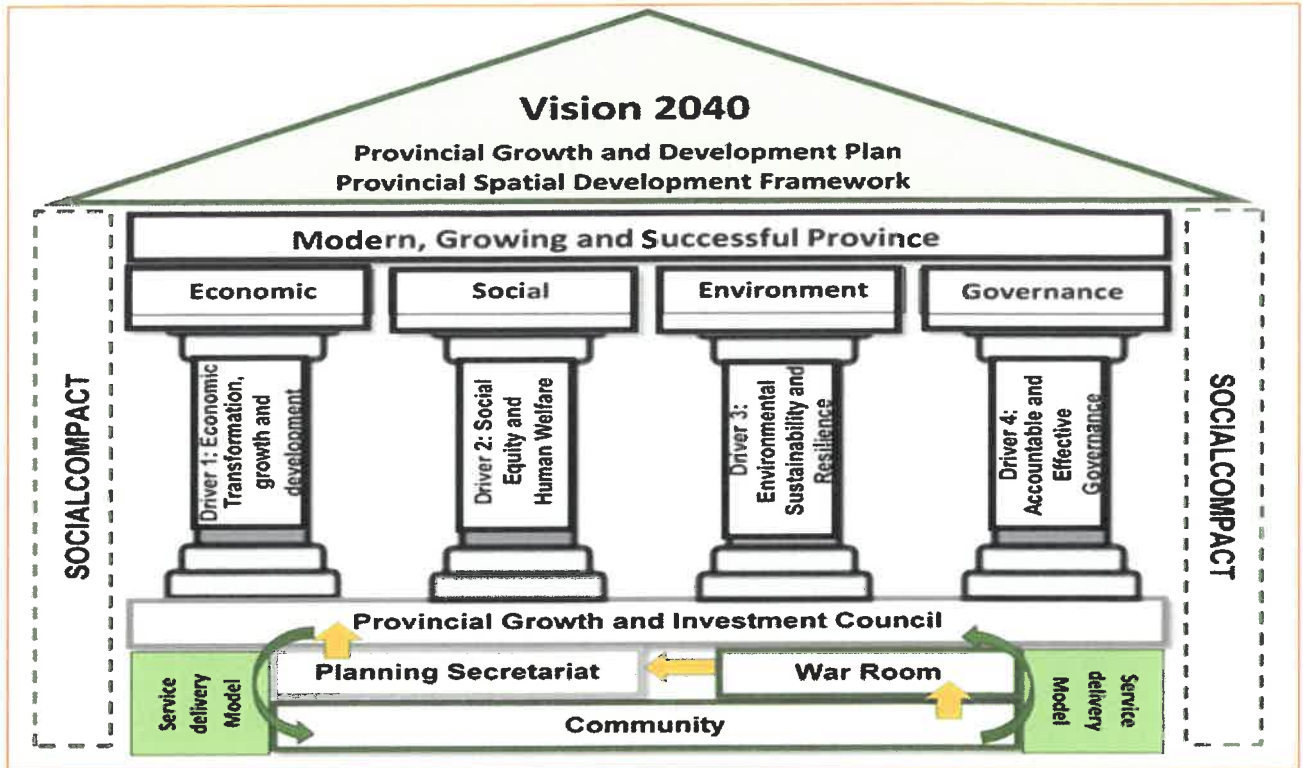 Vision 2040
Provincial Growth and Development Plan
Provincial Spatial Development Framework
SOCIALCOMPACT
Modern, Growing and Successful Province
Economic
Social
Environment
Governance
Driver 1: Economic
Transformation,
growth and
development
Driver 2: Social
Equity and
Human Welfare
Driver 3:
Environmental
Sustainability and
Resilience
Driver 4:
Accountable and
Effective
Governance
SOCIALCOMPACT
Provincial Growth and Investment Council
Service
delivery
Model
Planning Secretariat
War Room
Service
delivery
Model
Community